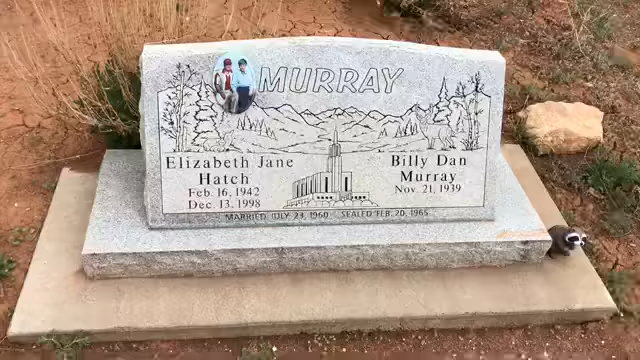 MURRAY
Elizabeth Jane
Hatch
Feb. 16, 1942
Dec. 13, 1998
Billy Dan
Murray
Nov. 21, 1939
MARRIED JULY 23, 1960 SEALED FEB. 20, 1965